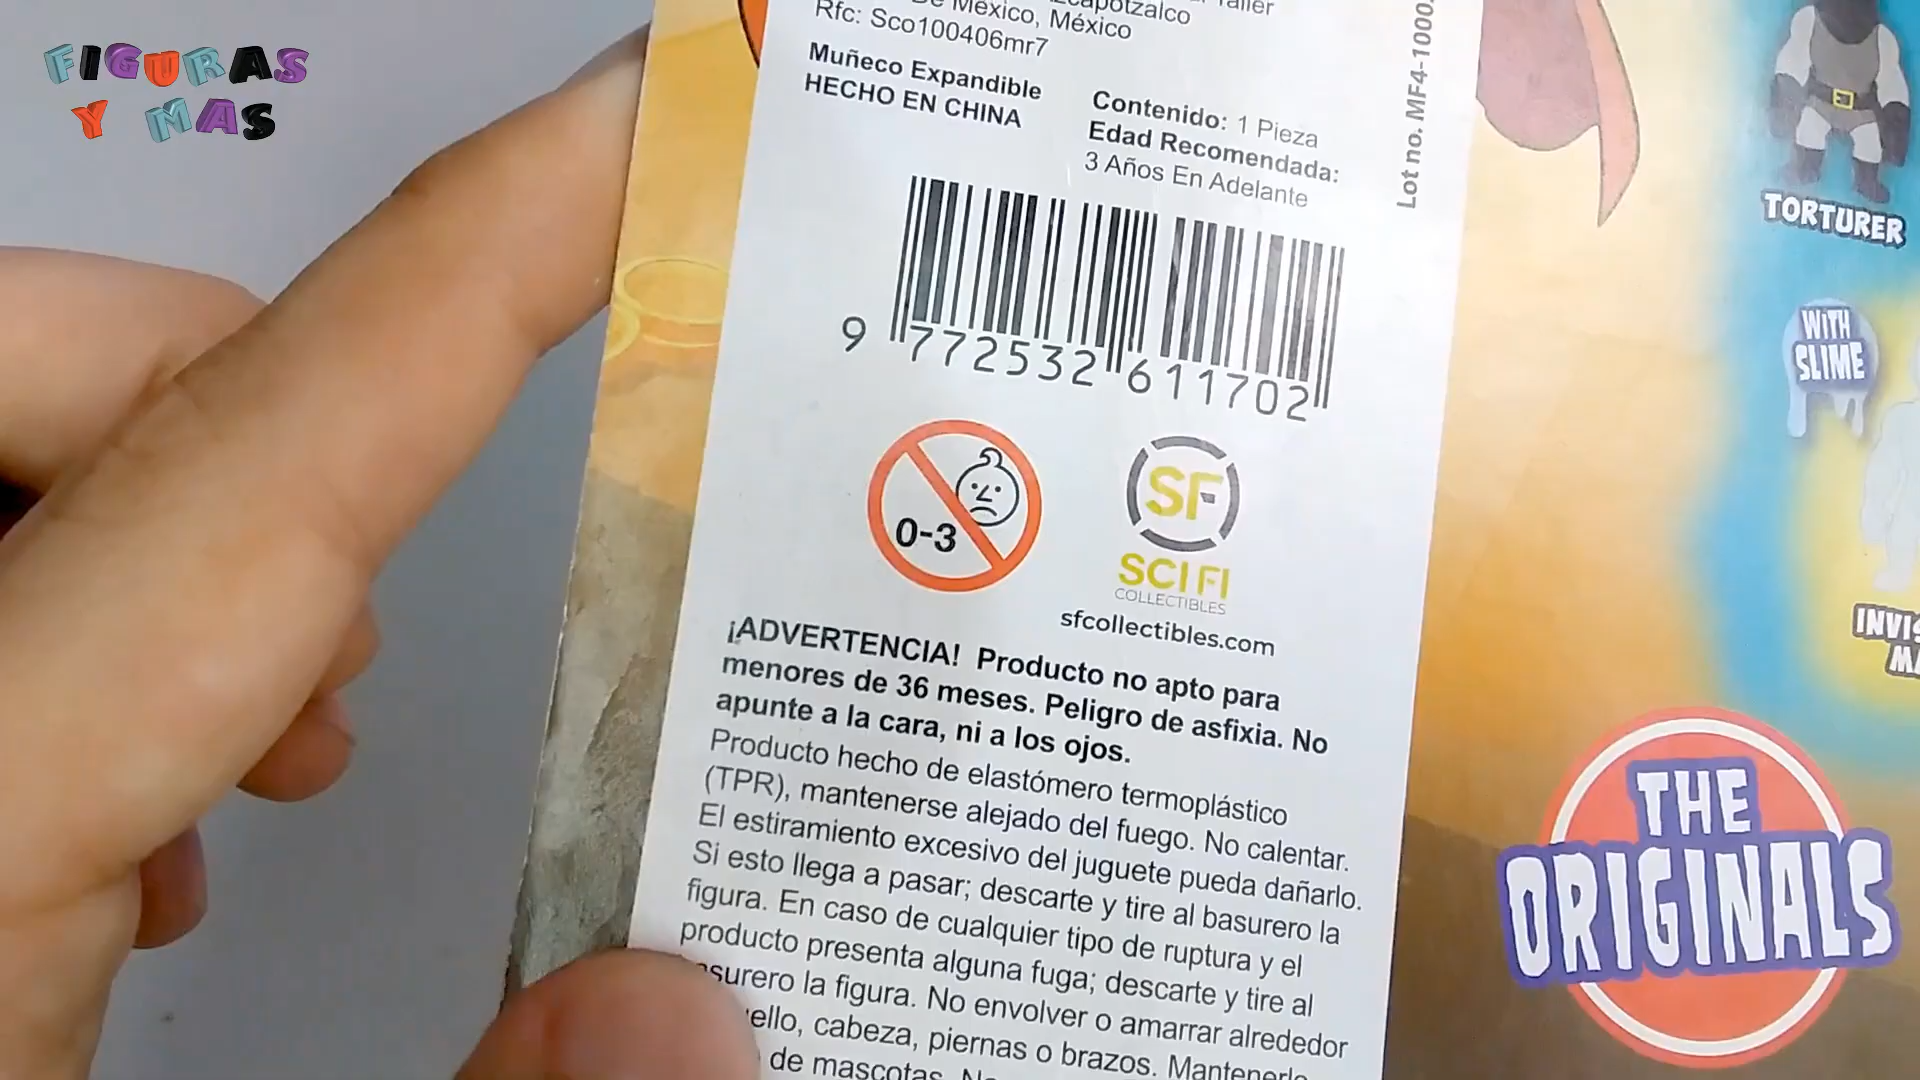 FIGURAS
Y MAS
De México, México
Rfc: Sco100406mr7
Muñeco Expandible
HECHO EN CHINA
Contenido: 1 Pieza
Edad Recomendada:
3 Años En Adelante
Lot no. MF4-1000
9 772532 611702
0-3
SF
SCI FI
COLLECTIBLES
sfcollectibles.com
¡ADVERTENCIA! Producto no apto para
menores de 36 meses. Peligro de asfixia. No
apunte a la cara, ni a los ojos.
Producto hecho de elastómero termoplástico
(TPR), mantenerse alejado del fuego. No calentar.
El estiramiento excesivo del juguete pueda dañarlo.
Si esto llega a pasar; descarte y tire al basurero la
figura. En caso de cualquier tipo de ruptura y el
producto presenta alguna fuga; descarte y tire al
la figura. No envolver o amarrar alrededor
cabeza, piernas o brazos. Mantenerlo
de mascotas.
TORTURER
WITH
SLIME
THE
ORIGINALS